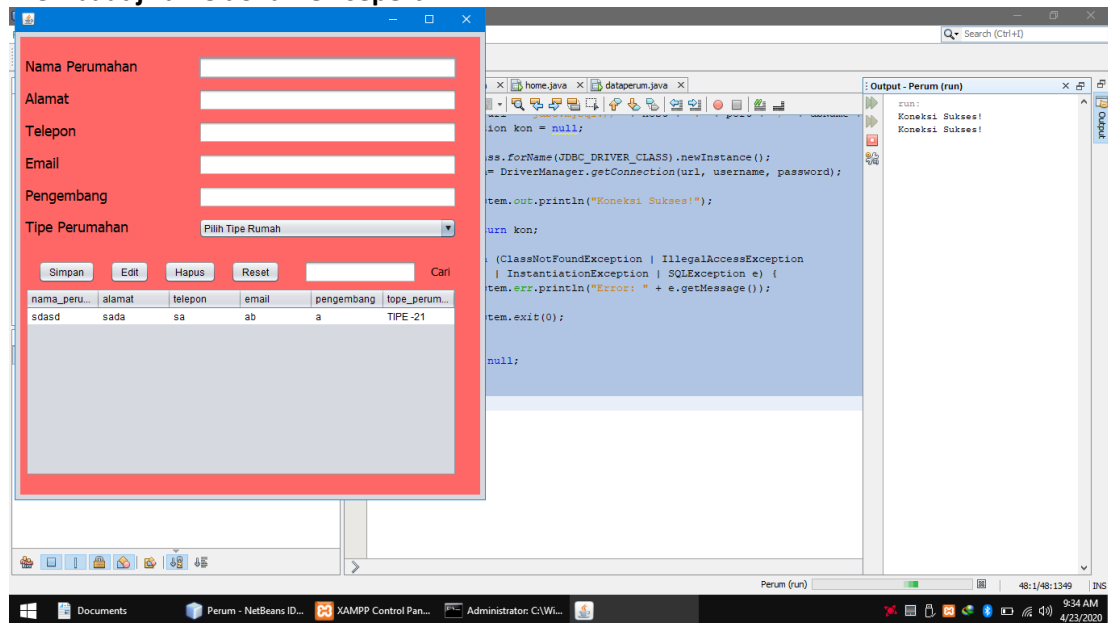 Search (Ctrl+I)
Nama Perumahan
Alamat
Telepon
Email
Pengembang
Tipe Perumahan
Pilih Tipe Rumah
Simpan Edit Hapus Reset Cari
nama_peru... alamat telepon email pengembang tope_perum...
sdasd sada sa ab a TIPE -21
home.java dataperum.java
ion kon = null;
ss.forName(JDBC_DRIVER_CLASS).newInstance();
= DriverManager.getConnection(url, username, password);
tem.out.println("Koneksi Sukses!");
urn kon;
(ClassNotFoundException | IllegalAccessException
| InstantiationException | SQLException e) {
tem.err.println("Error: " + e.getMessage());
tem.exit(0);
null;
Output - Perum (run)
run:
Koneksi Sukses!
Koneksi Sukses!
Output
Perum (run) 48:1/48:1349 INS
Documents Perum - NetBeans ID... XAMPP Control Pan... Administrator: C:\Wi...
9:34 AM
4/23/2020